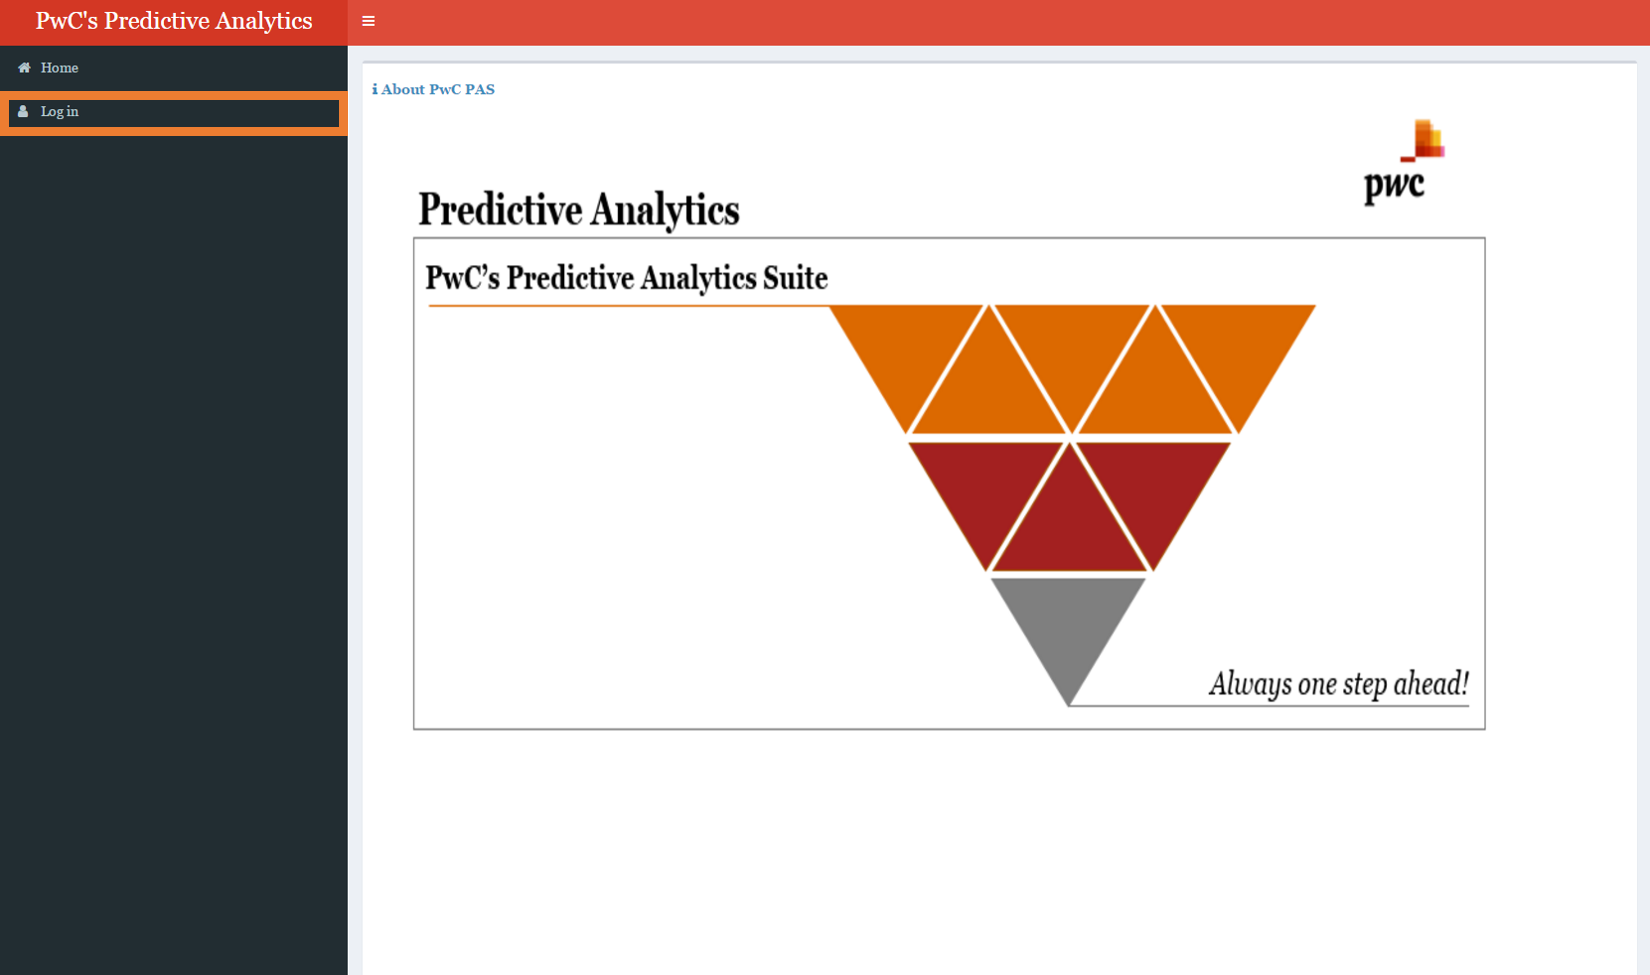 PwC's Predictive Analytics
Home
Log in
About PwC PAS
pwc
Predictive Analytics
PwC’s Predictive Analytics Suite
Always one step ahead!